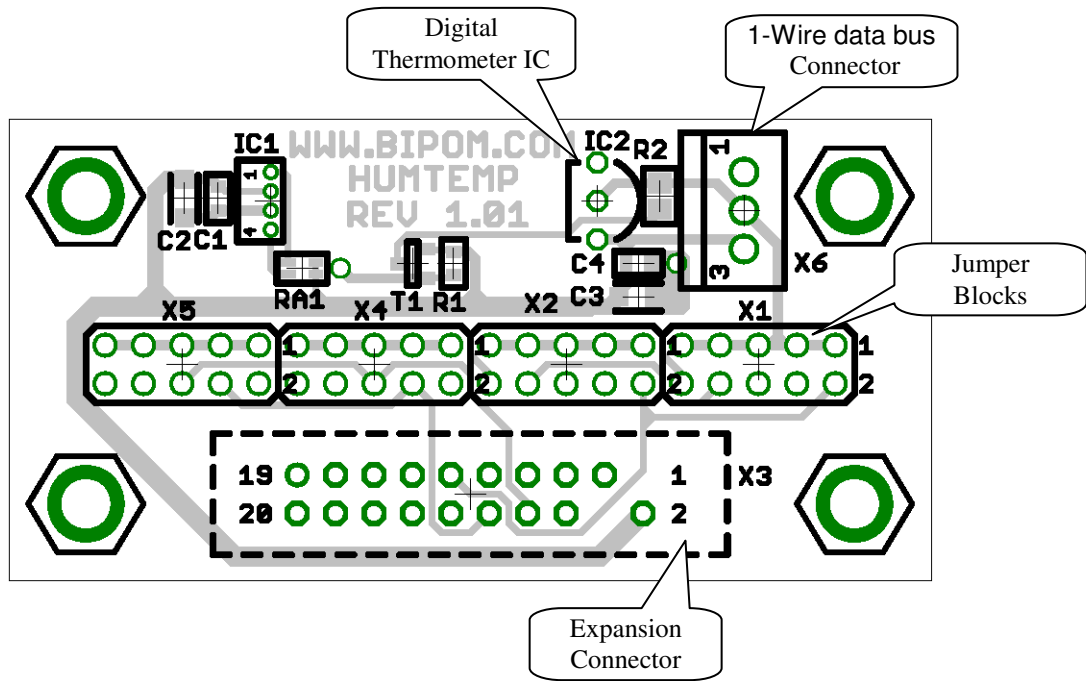 Digital
Thermometer IC
1-Wire data bus
Connector
WWW.BIPOM.COM
HUMTEMP
REV 1.01
IC1
1
4
C2
C1
IC2
R2
1
3
X6
C4
C3
RA1
T1
R1
Jumper
Blocks
X5
X4
X2
X1
1
1
1
1
2
2
2
2
19
1
X3
20
2
Expansion
Connector